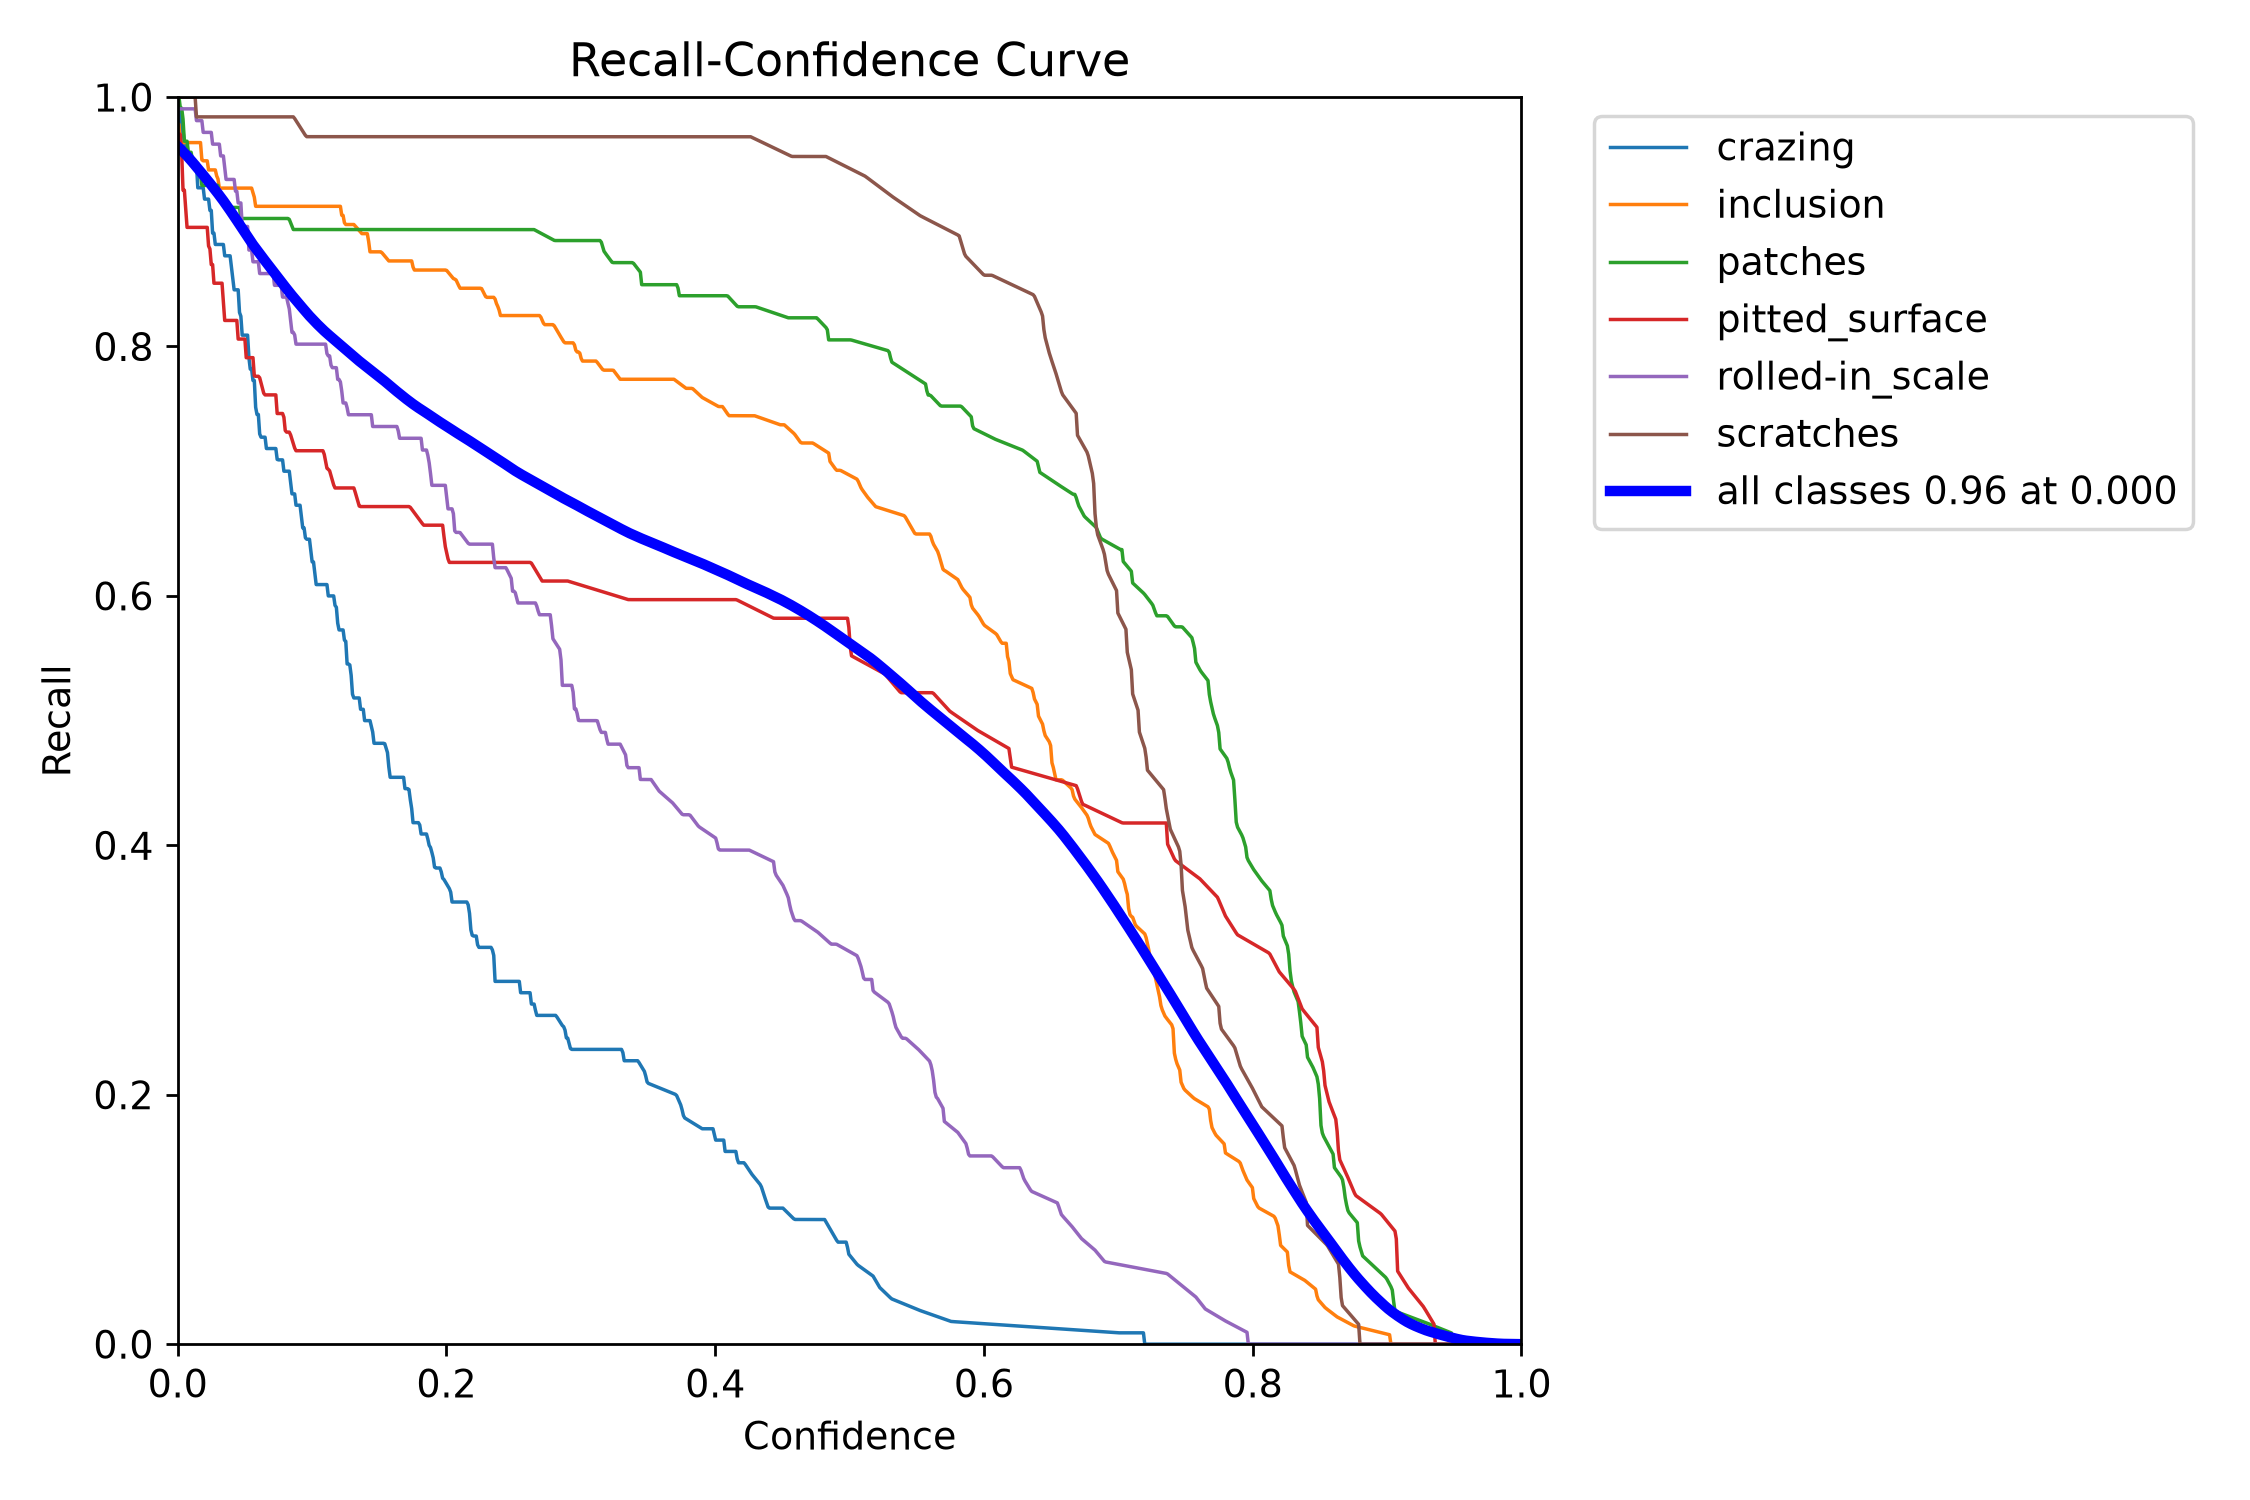 Recall-Confidence Curve
1.0
0.8
0.6
0.4
0.2
0.0
Recall
0.0 0.2 0.4 0.6 0.8 1.0
Confidence
crazing
inclusion
patches
pitted_surface
rolled-in_scale
scratches
all classes 0.96 at 0.000